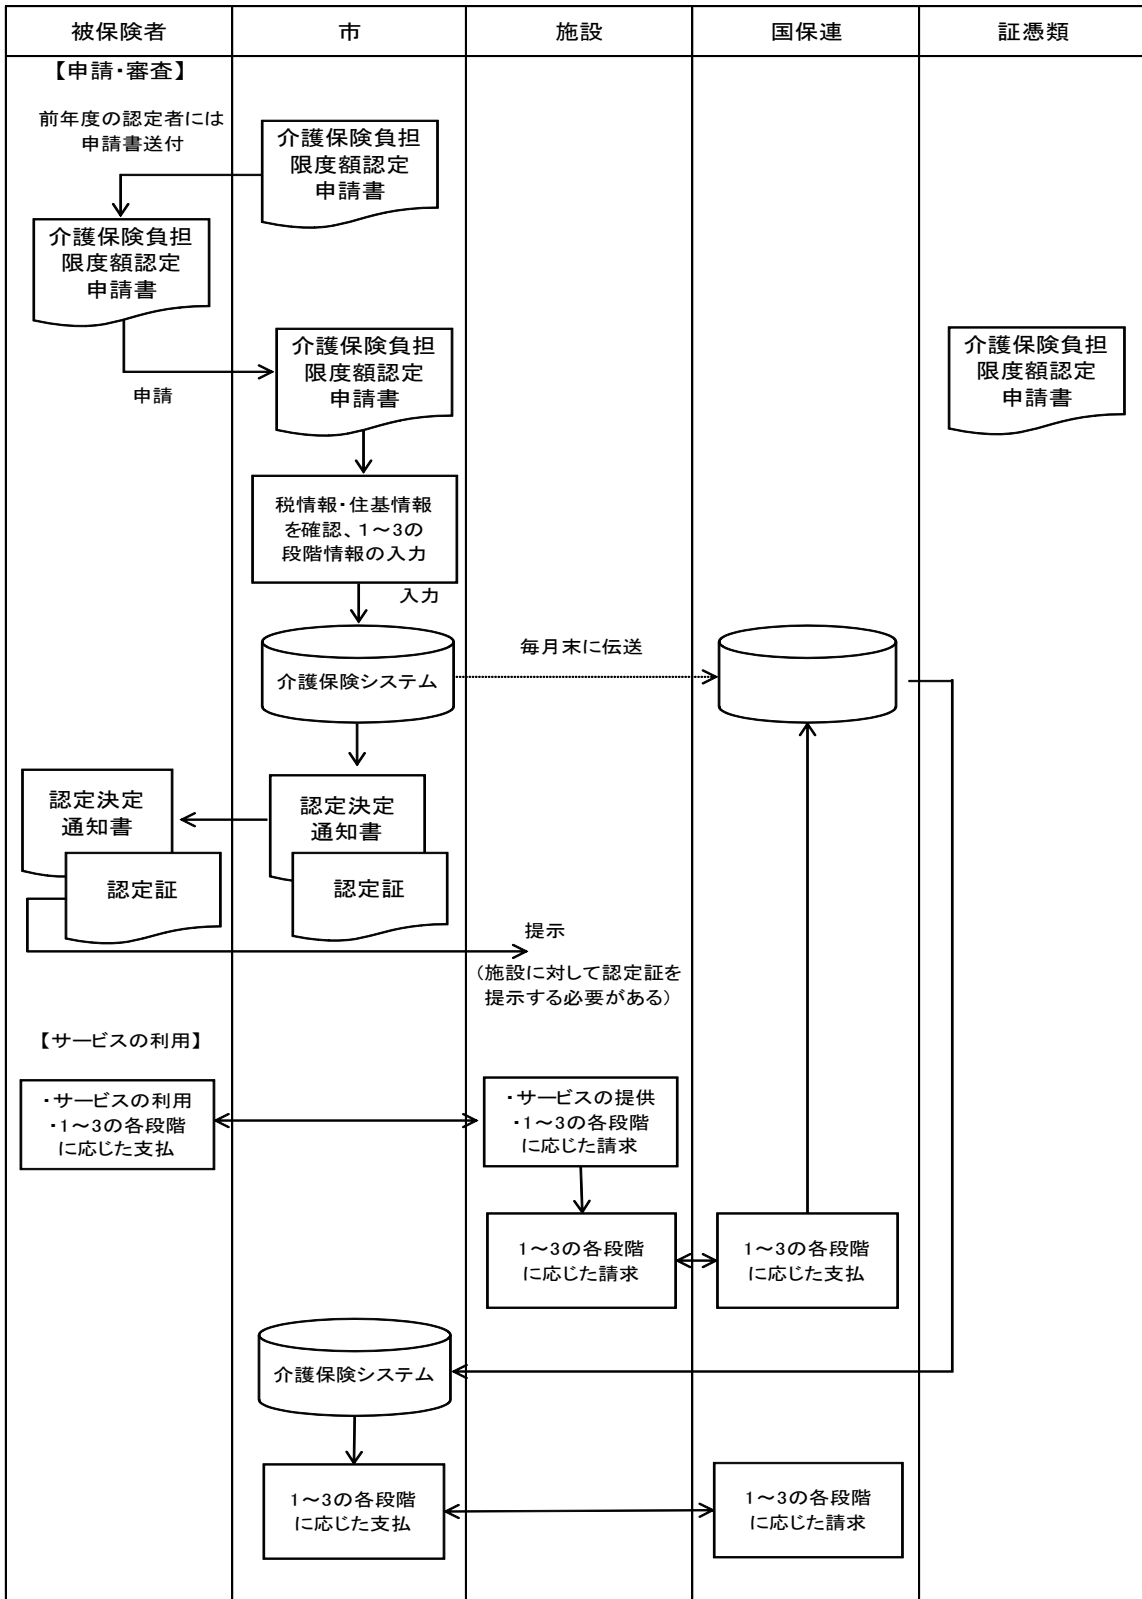 被保険者
市
施設
国保連
証憑類
【申請・審査】
前年度の認定者には
申請書送付
介護保険負担
限度額認定
申請書
介護保険負担
限度額認定
申請書
申請
介護保険負担
限度額認定
申請書
介護保険負担
限度額認定
申請書
税情報・住基情報
を確認、1～3の
段階情報の入力
入力
介護保険システム
毎月末に伝送
認定決定
通知書
認定証
認定決定
通知書
認定証
提示
(施設に対して認定証を
提示する必要がある)
【サービスの利用】
・サービスの利用
・1～3の各段階
に応じた支払
・サービスの提供
・1～3の各段階
に応じた請求
1～3の各段階
に応じた請求
1～3の各段階
に応じた支払
介護保険システム
1～3の各段階
に応じた支払
1～3の各段階
に応じた請求